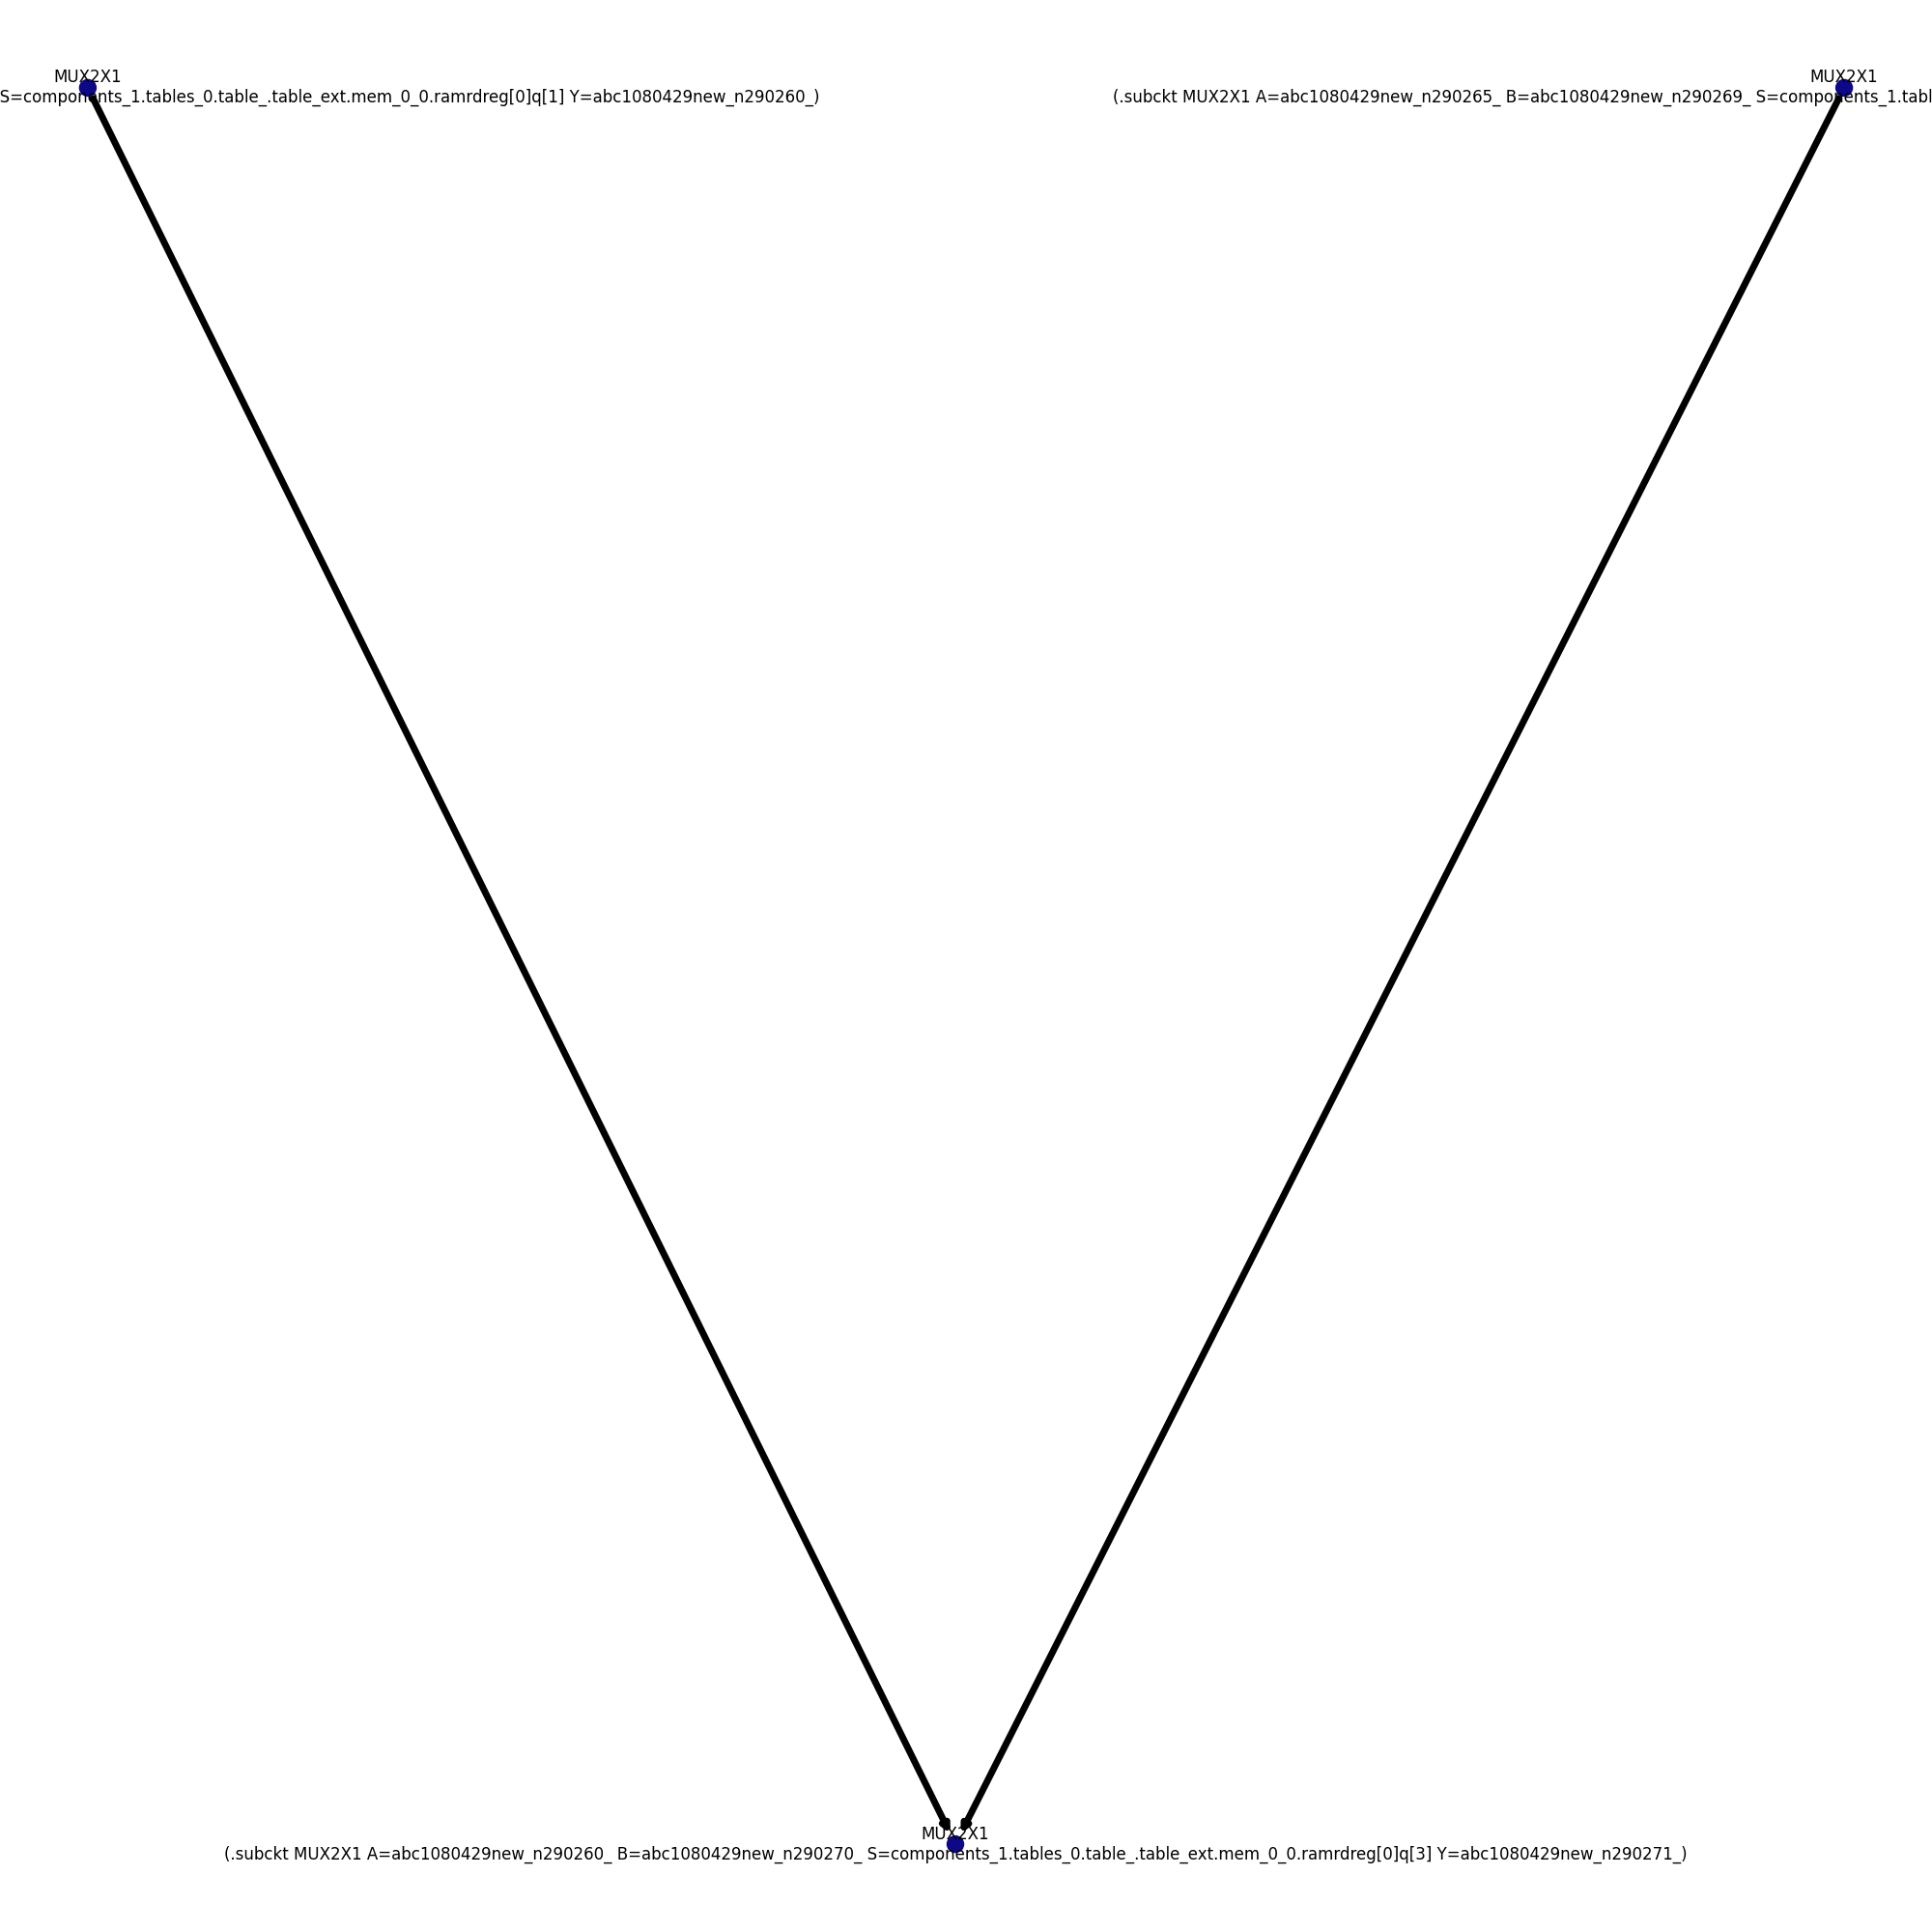 MUX2X1
S=components_1.tables_0.table_.table_ext.mem_0_0.ramrdreg[0]q[1] Y=abc1080429new_n290260_)
MUX2X1
(.subckt MUX2X1 A=abc1080429new_n290265_ B=abc1080429new_n290269_ S=components_1.tabl
MUX2X1
(.subckt MUX2X1 A=abc1080429new_n290260_ B=abc1080429new_n290270_ S=components_1.tables_0.table_.table_ext.mem_0_0.ramrdreg[0]q[3] Y=abc1080429new_n290271_)